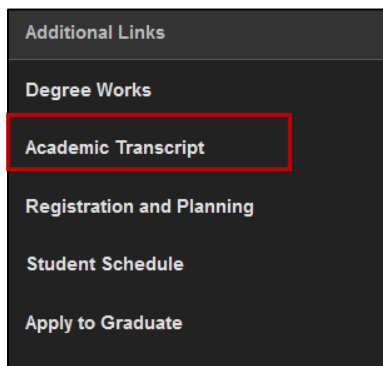 Additional Links
Degree Works
Academic Transcript
Registration and Planning
Student Schedule
Apply to Graduate